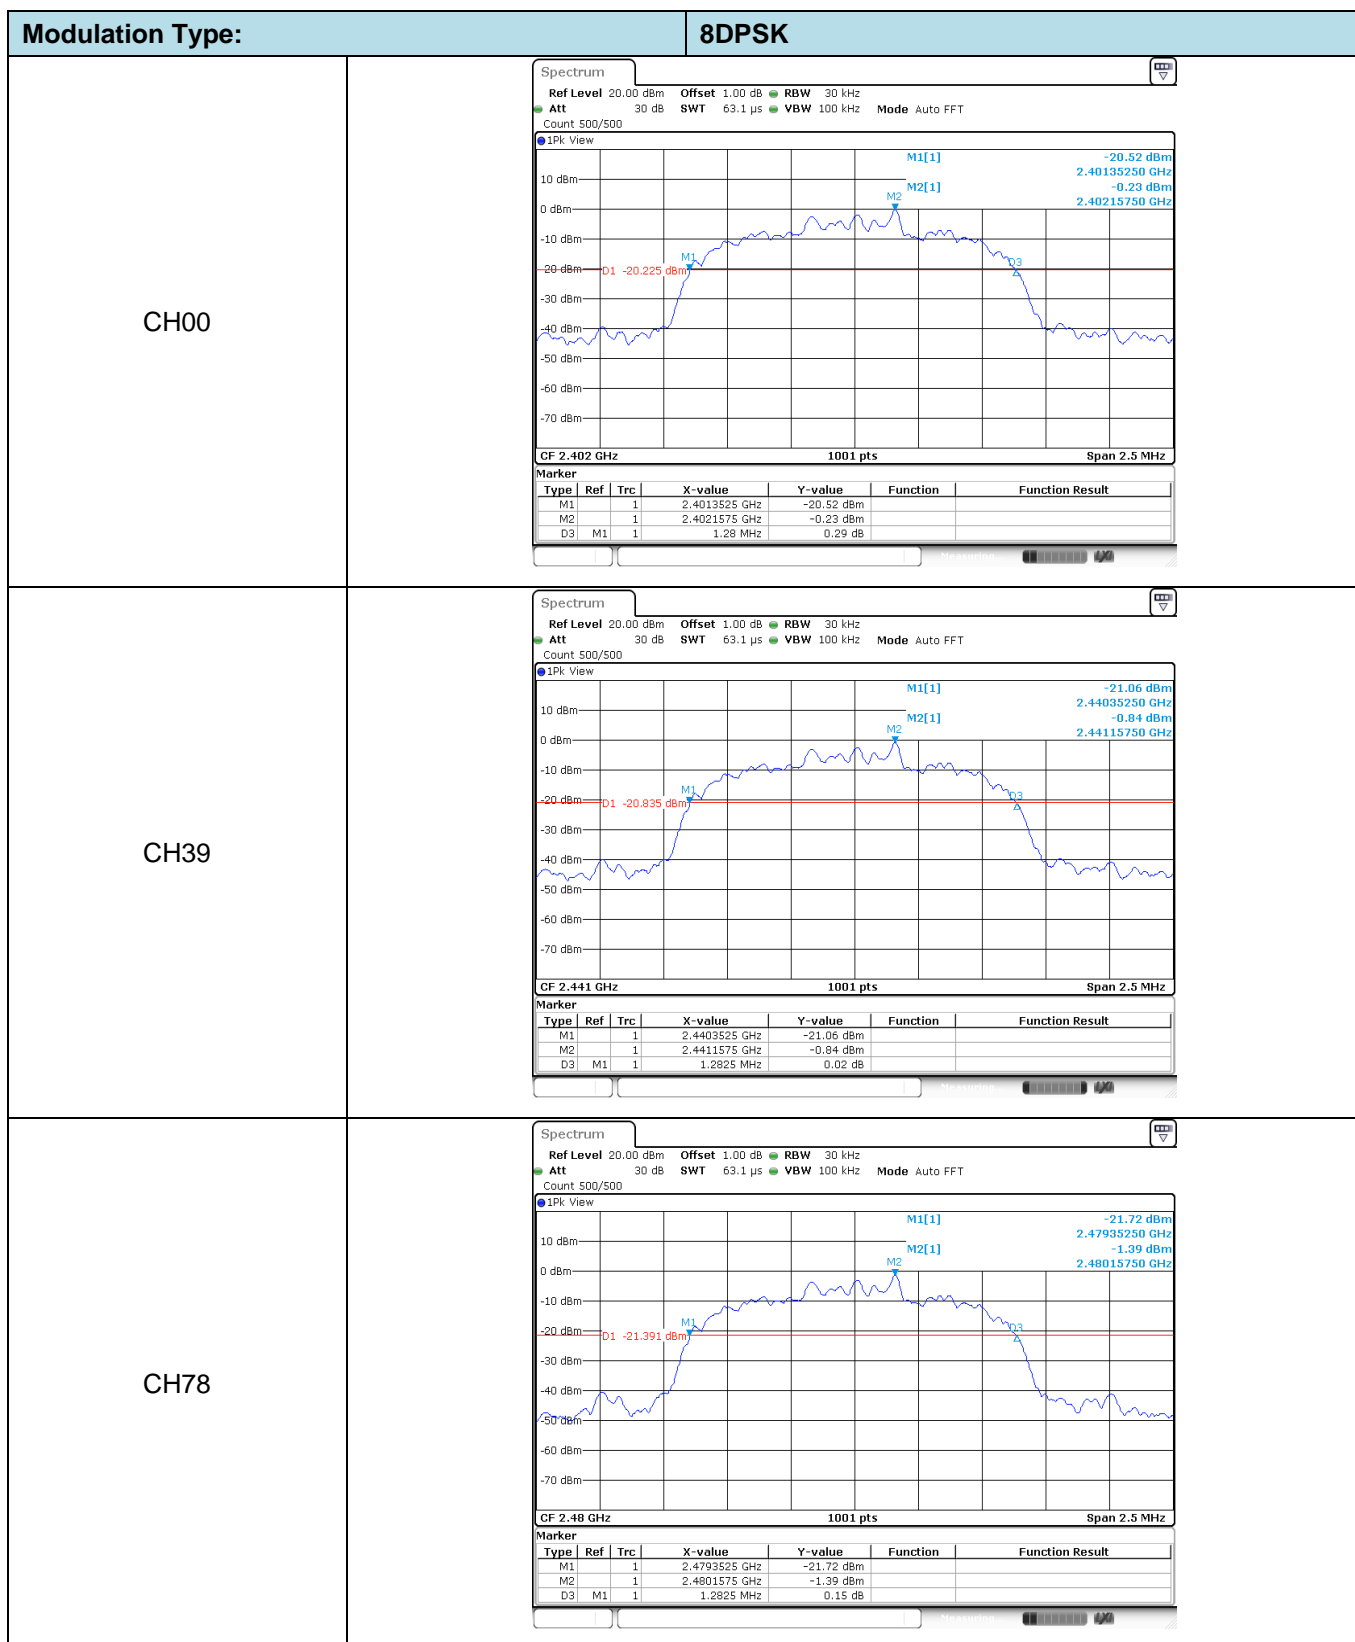 Modulation Type: 8DPSK
CH00
Spectrum
Ref Level 20.00 dBm Offset 1.00 dB RBW 30 kHz
Att 30 dB SWT 63.1 µs VBW 100 kHz Mode Auto FFT
Count 500/500
1Pk View
M1[1] -20.52 dBm
2.40135250 GHz
10 dBm
M2[1] -0.23 dBm
M2
2.40215750 GHz
0 dBm
-10 dBm
M1
D3
-20 dBm
D1 -20.225 dBm
-30 dBm
-40 dBm
-50 dBm
-60 dBm
-70 dBm
CF 2.402 GHz 1001 pts Span 2.5 MHz
Marker
Type Ref Trc X-value Y-value Function Function Result
M1 1 2.4013525 GHz -20.52 dBm
M2 1 2.4021575 GHz -0.23 dBm
D3 M1 1 1.28 MHz 0.29 dB
Measuring...
CH39
Spectrum
Ref Level 20.00 dBm Offset 1.00 dB RBW 30 kHz
Att 30 dB SWT 63.1 µs VBW 100 kHz Mode Auto FFT
Count 500/500
1Pk View
M1[1] -21.06 dBm
2.44035250 GHz
10 dBm
M2[1] -0.84 dBm
M2
2.44115750 GHz
0 dBm
-10 dBm
M1
D3
-20 dBm
D1 -20.835 dBm
-30 dBm
-40 dBm
-50 dBm
-60 dBm
-70 dBm
CF 2.441 GHz 1001 pts Span 2.5 MHz
Marker
Type Ref Trc X-value Y-value Function Function Result
M1 1 2.4403525 GHz -21.06 dBm
M2 1 2.4411575 GHz -0.84 dBm
D3 M1 1 1.2825 MHz 0.02 dB
Measuring...
CH78
Spectrum
Ref Level 20.00 dBm Offset 1.00 dB RBW 30 kHz
Att 30 dB SWT 63.1 µs VBW 100 kHz Mode Auto FFT
Count 500/500
1Pk View
M1[1] -21.72 dBm
2.47935250 GHz
10 dBm
M2[1] -1.39 dBm
M2
2.48015750 GHz
0 dBm
-10 dBm
M1
D3
-20 dBm
D1 -21.391 dBm
-30 dBm
-40 dBm
-50 dBm
-60 dBm
-70 dBm
CF 2.48 GHz 1001 pts Span 2.5 MHz
Marker
Type Ref Trc X-value Y-value Function Function Result
M1 1 2.4793525 GHz -21.72 dBm
M2 1 2.4801575 GHz -1.39 dBm
D3 M1 1 1.2825 MHz 0.15 dB
Measuring...